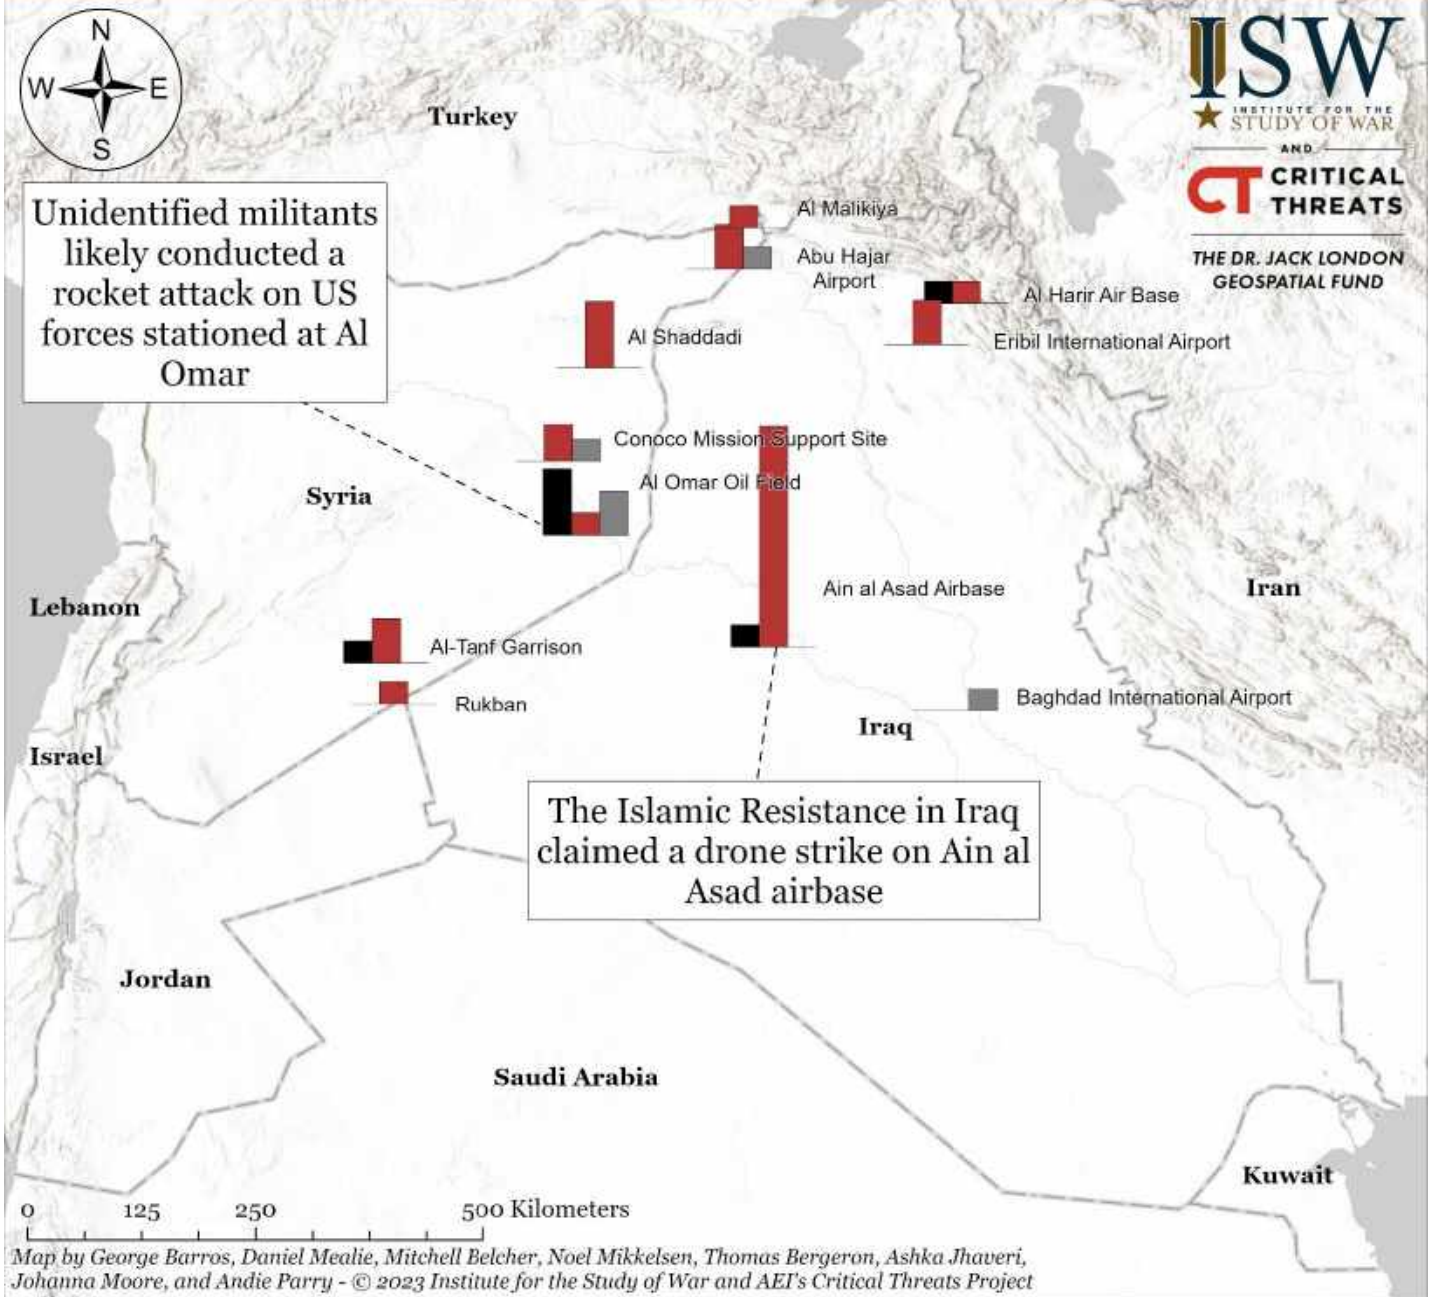 N
W E
S
Turkey
ISW
INSTITUTE FOR THE
STUDY OF WAR
AND
CT CRITICAL
THREATS
THE DR. JACK LONDON
GEOSPATIAL FUND
Unidentified militants
likely conducted a
rocket attack on US
forces stationed at Al
Omar
Al Malikiya
Abu Hajar
Airport
Al Harir Air Base
Eribil International Airport
Al Shaddadi
Conoco Mission Support Site
Al Omar Oil Field
Syria
Ain al Asad Airbase
Iran
Lebanon
Al-Tanf Garrison
Rukban
Baghdad International Airport
Iraq
Israel
The Islamic Resistance in Iraq
claimed a drone strike on Ain al
Asad airbase
Jordan
Saudi Arabia
Kuwait
0 125 250 500 Kilometers
Map by George Barros, Daniel Mealie, Mitchell Belcher, Noel Mikkelsen, Thomas Bergeron, Ashka Jhaveri,
Johanna Moore, and Andie Parry - © 2023 Institute for the Study of War and AEI's Critical Threats Project